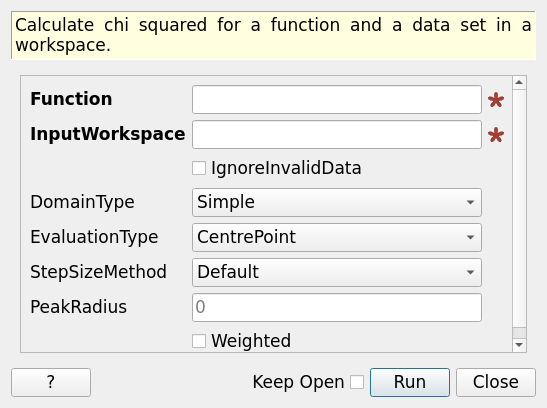 Calculate chi squared for a function and a data set in a
workspace.
Function
InputWorkspace
IgnoreInvalidData
DomainType Simple
EvaluationType CentrePoint
StepSizeMethod Default
PeakRadius 0
Weighted
? Keep Open Run Close